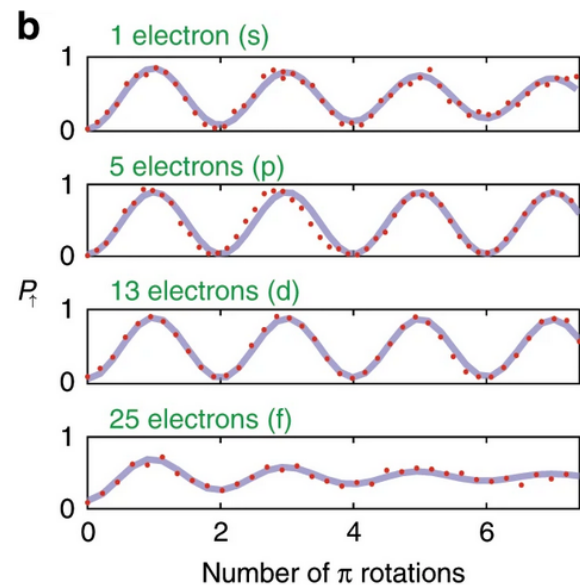 b
1 electron (s)
1
0
5 electrons (p)
1
0
P↑
13 electrons (d)
1
0
25 electrons (f)
1
0
0 2 4 6
Number of π rotations